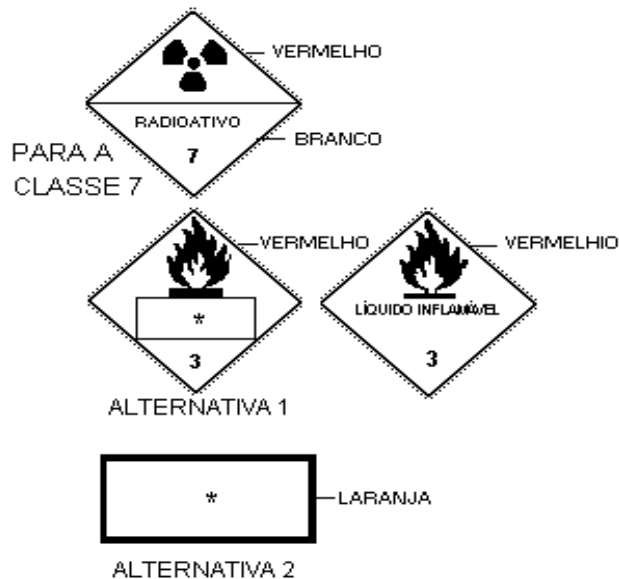 VERMELHO
RADIOATIVO
BRANCO
7
PARA A
CLASSE 7
VERMELHO
VERMELHIO
*
LÍQUIDO INFLAMÁVEL
3
3
ALTERNATIVA 1
*
LARANJA
ALTERNATIVA 2